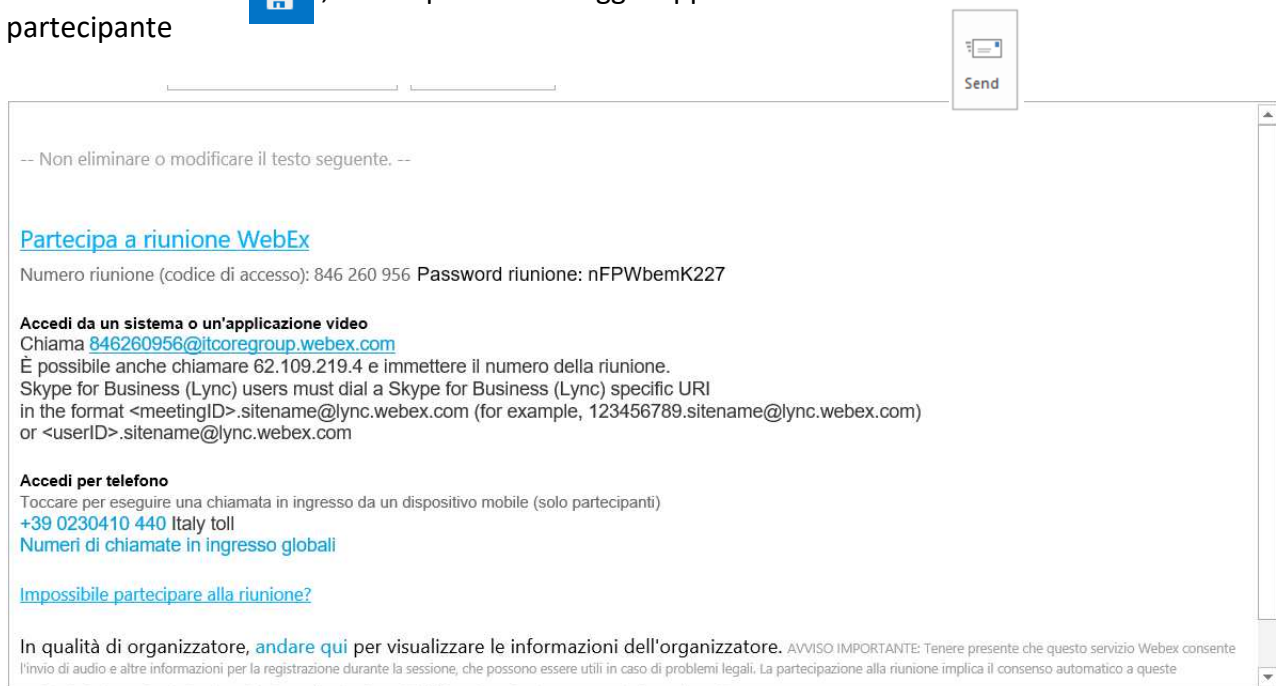 partecipante
Send
-- Non eliminare o modificare il testo seguente. --
Partecipa a riunione WebEx
Numero riunione (codice di accesso): 846 260 956 Password riunione: nFPWbemK227
Accedi da un sistema o un'applicazione video
Chiama 846260956@itcoregroup.webex.com
È possibile anche chiamare 62.109.219.4 e immettere il numero della riunione.
Skype for Business (Lync) users must dial a Skype for Business (Lync) specific URI
in the format <meetingID>.sitename@lync.webex.com (for example, 123456789.sitename@lync.webex.com)
or <userID>.sitename@lync.webex.com
Accedi per telefono
Toccare per eseguire una chiamata in ingresso da un dispositivo mobile (solo partecipanti)
+39 0230410 440 Italy toll
Numeri di chiamate in ingresso globali
Impossibile partecipare alla riunione?
In qualità di organizzatore, andare qui per visualizzare le informazioni dell'organizzatore. AVVISO IMPORTANTE: Tenere presente che questo servizio Webex consente
l'invio di audio e altre informazioni per la registrazione durante la sessione, che possono essere utili in caso di problemi legali. La partecipazione alla riunione implica il consenso automatico a queste